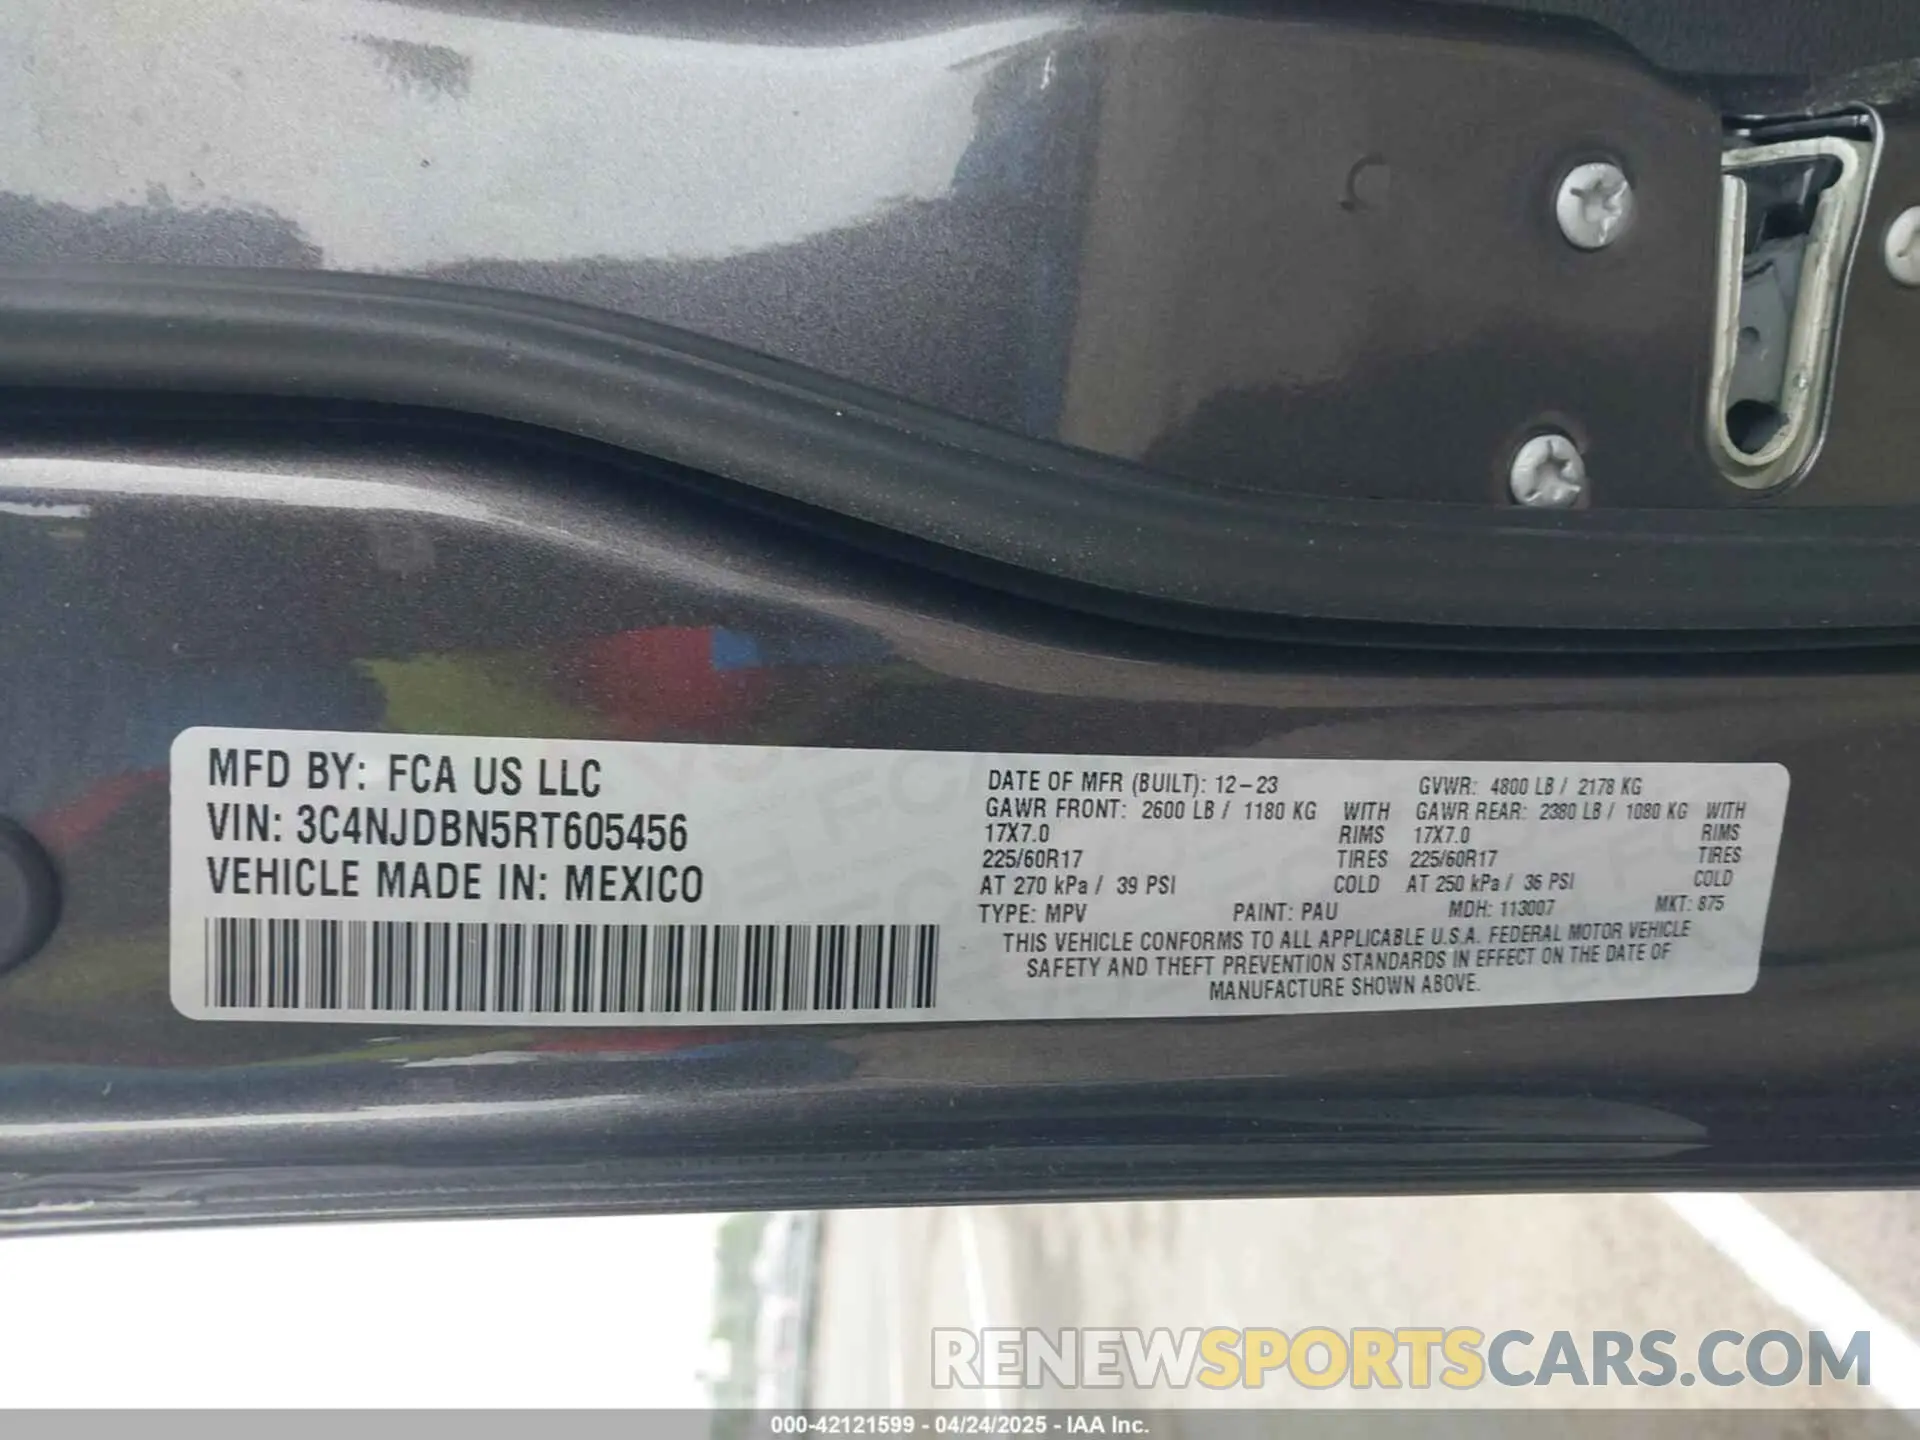 MFD BY: FCA US LLC
VIN: 3C4NJDBN5RT605456
VEHICLE MADE IN: MEXICO
DATE OF MFR (BUILT): 12-23 GVWR: 4800 LB / 2178 KG
GAWR FRONT: 2600 LB / 1180 KG WITH GAWR REAR: 2380 LB / 1080 KG WITH
17X7.0 RIMS 17X7.0 RIMS
225/60R17 TIRES 225/60R17 TIRES
AT 270 kPa / 39 PSI COLD AT 250 kPa / 36 PSI COLD
TYPE: MPV PAINT: PAU MDH: 113007 MKT: 875
THIS VEHICLE CONFORMS TO ALL APPLICABLE U.S.A. FEDERAL MOTOR VEHICLE
SAFETY AND THEFT PREVENTION STANDARDS IN EFFECT ON THE DATE OF
MANUFACTURE SHOWN ABOVE.
RENEWSPORTSCARS.COM
000-42121599 - 04/24/2025 - IAA Inc.